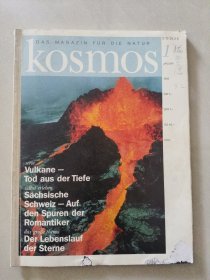 DAS MAGAZIN FÜR DIE NATUR
kosmos
Vulkane –
Tod aus der Tiefe
Sächsische
Schweiz – Auf
den Spuren der
Romantiker
Der Lebenslauf
der Sterne